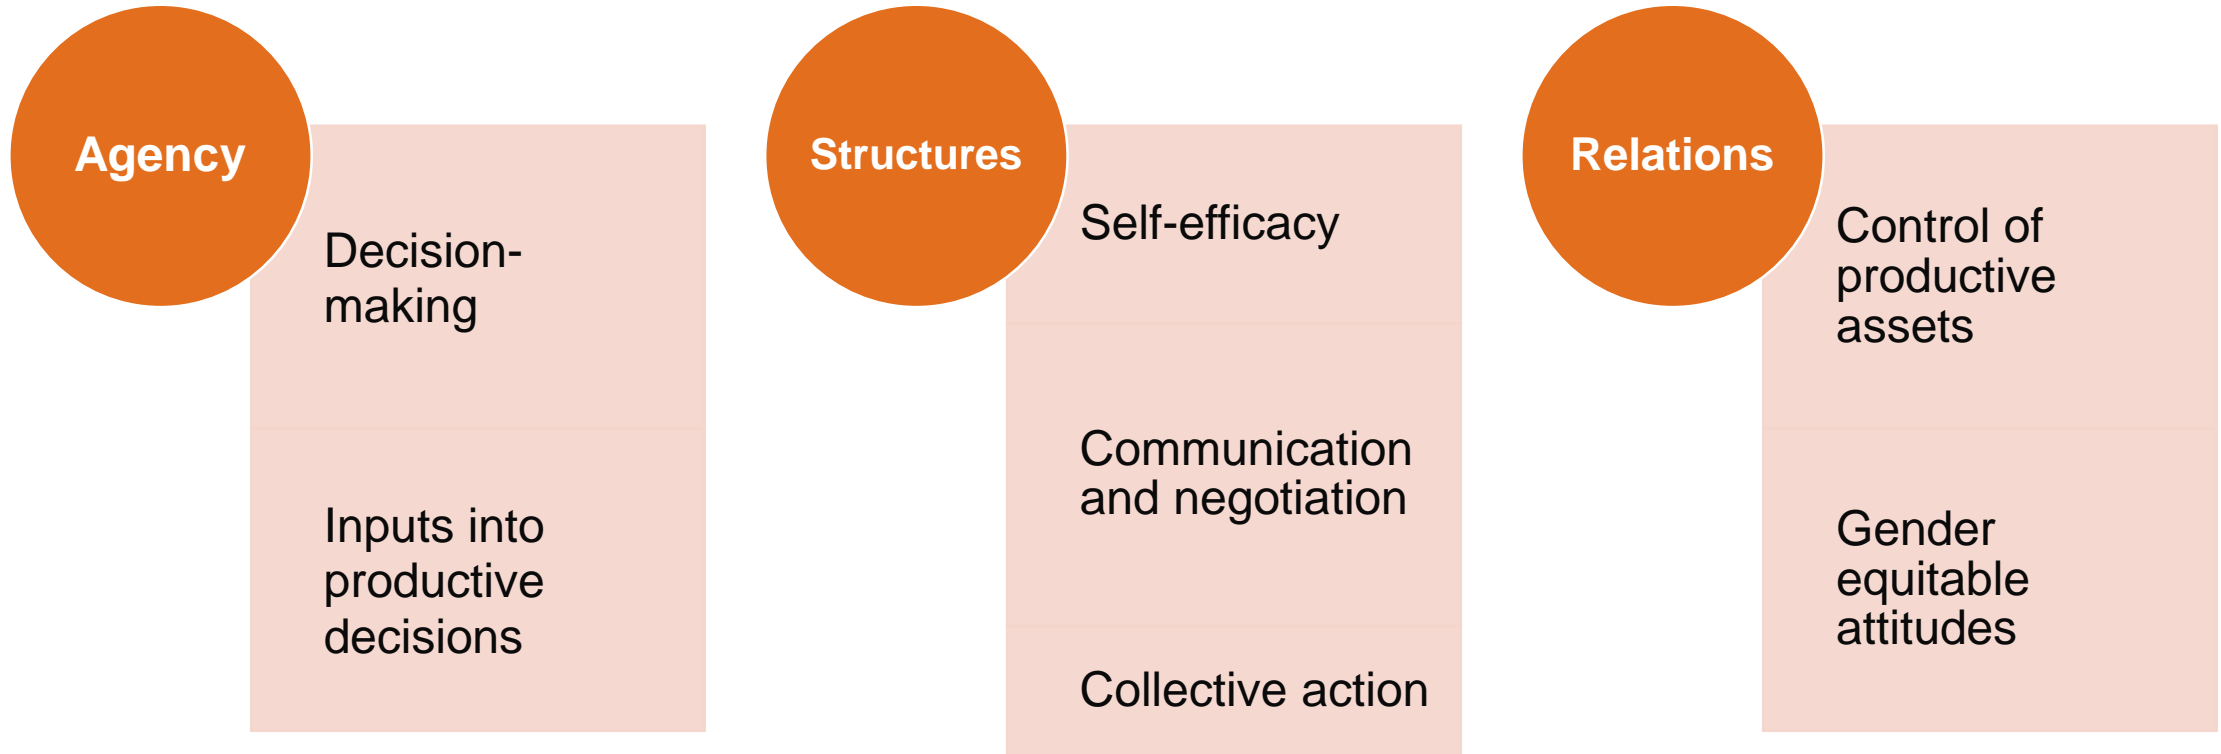 Agency
Decision-
making
Inputs into
productive
decisions
Structures
Self-efficacy
Communication
and negotiation
Collective action
Relations
Control of
productive
assets
Gender
equitable
attitudes